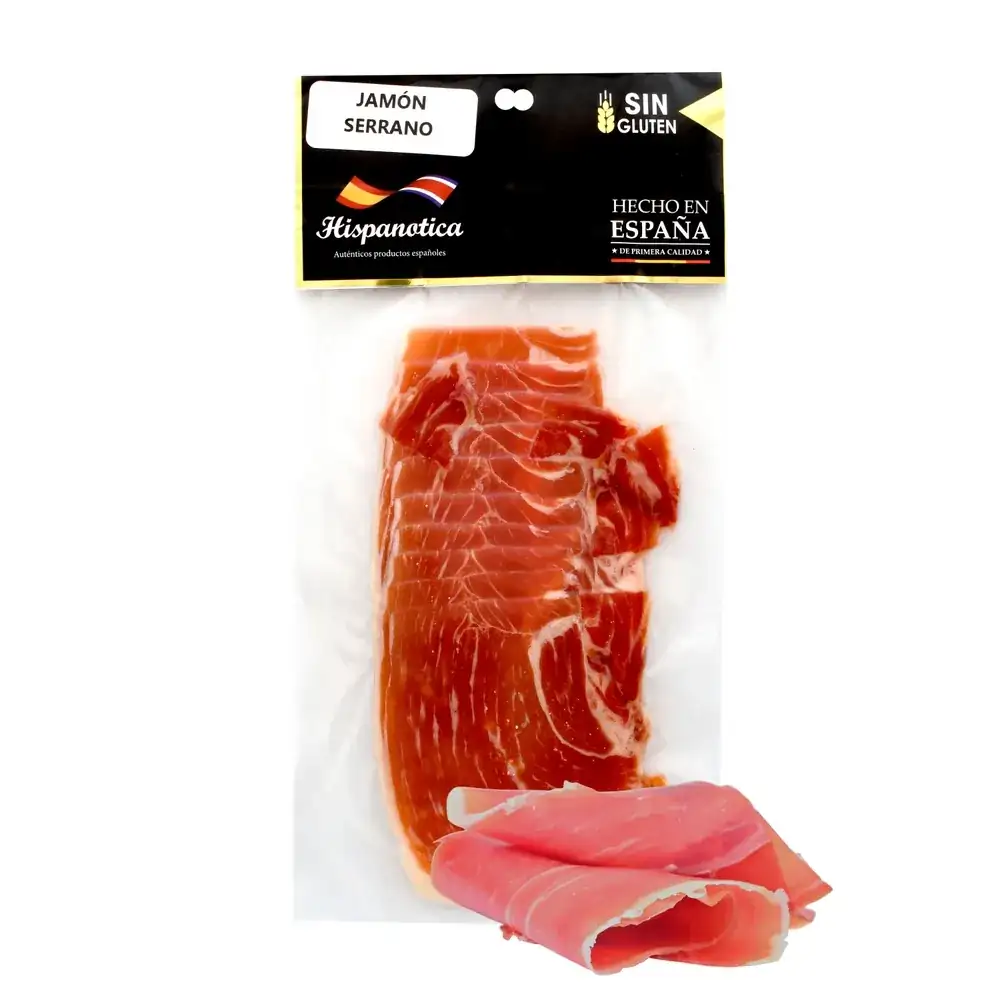 JAMÓN
SERRANO
SIN
GLUTEN
Hispanotica
Auténticos productos españoles
HECHO EN
ESPAÑA
★ DE PRIMERA CALIDAD ★